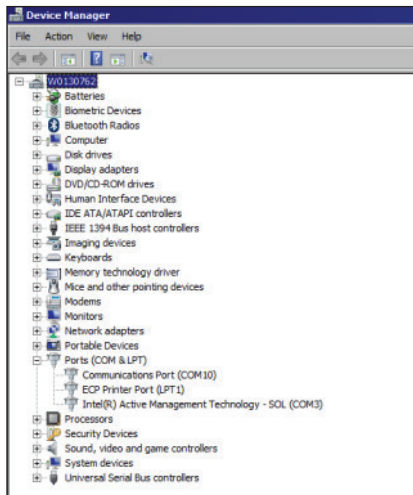 Device Manager
File Action View Help
W0130762
Batteries
Biometric Devices
Bluetooth Radios
Computer
Disk drives
Display adapters
DVD/CD-ROM drives
Human Interface Devices
IDE ATA/ATAPI controllers
IEEE 1394 Bus host controllers
Imaging devices
Keyboards
Memory technology driver
Mice and other pointing devices
Modems
Monitors
Network adapters
Portable Devices
Ports (COM & LPT)
Communications Port (COM10)
ECP Printer Port (LPT1)
Intel(R) Active Management Technology - SOL (COM3)
Processors
Security Devices
Sound, video and game controllers
System devices
Universal Serial Bus controllers